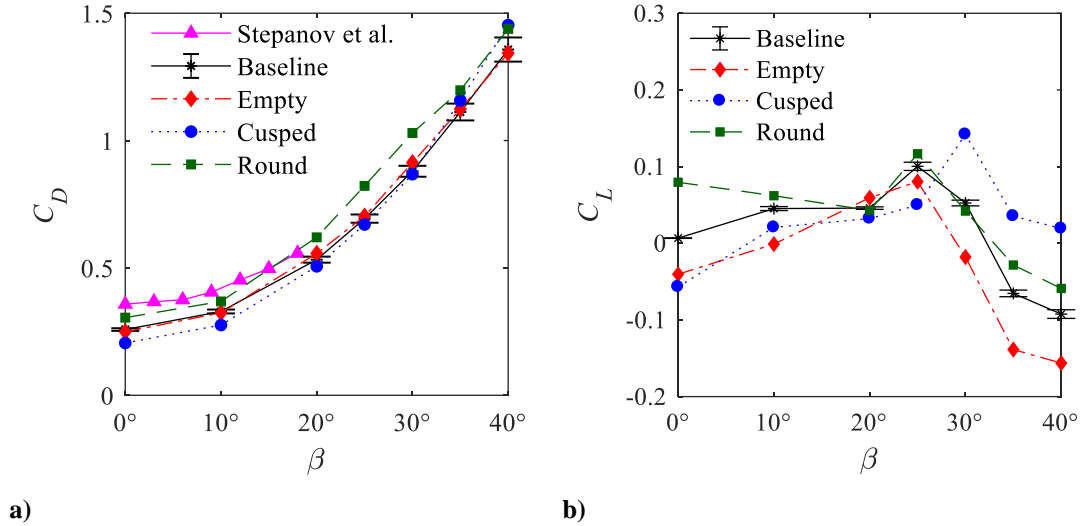 1.5
1
0.5
0
C_D
Stepanov et al.
Baseline
Empty
Cusped
Round
0° 10° 20° 30° 40°
β
a)
0.3
0.2
0.1
0
-0.1
-0.2
C_L
Baseline
Empty
Cusped
Round
0° 10° 20° 30° 40°
β
b)